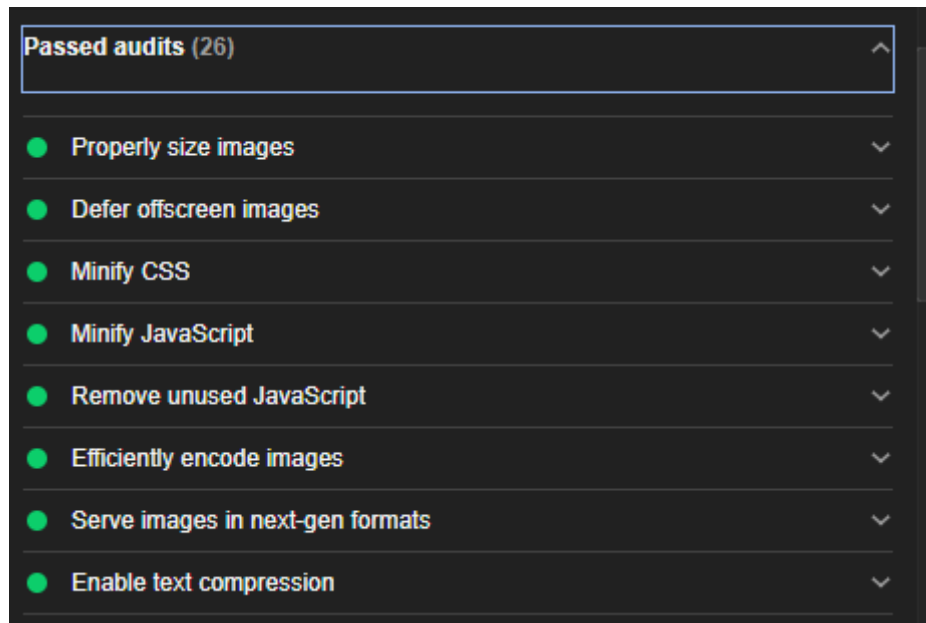 Passed audits (26)
Properly size images
Defer offscreen images
Minify CSS
Minify JavaScript
Remove unused JavaScript
Efficiently encode images
Serve images in next-gen formats
Enable text compression